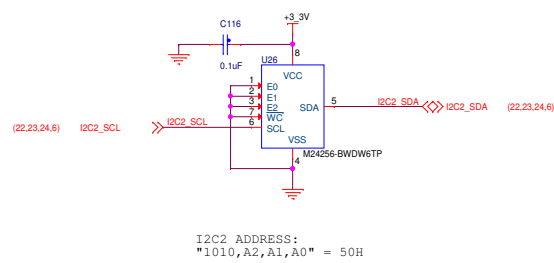 +3_3V
C116
0.1uF
8
U26
VCC
1 E0
2 E1
3 E2
7 WC
6 SCL
SDA 5
VSS
4
M24256-BWDW6TP
(22,23,24,6) I2C2_SCL I2C2_SCL
I2C2_SDA I2C2_SDA (22,23,24,6)
I2C2 ADDRESS:
"1010,A2,A1,A0" = 50H